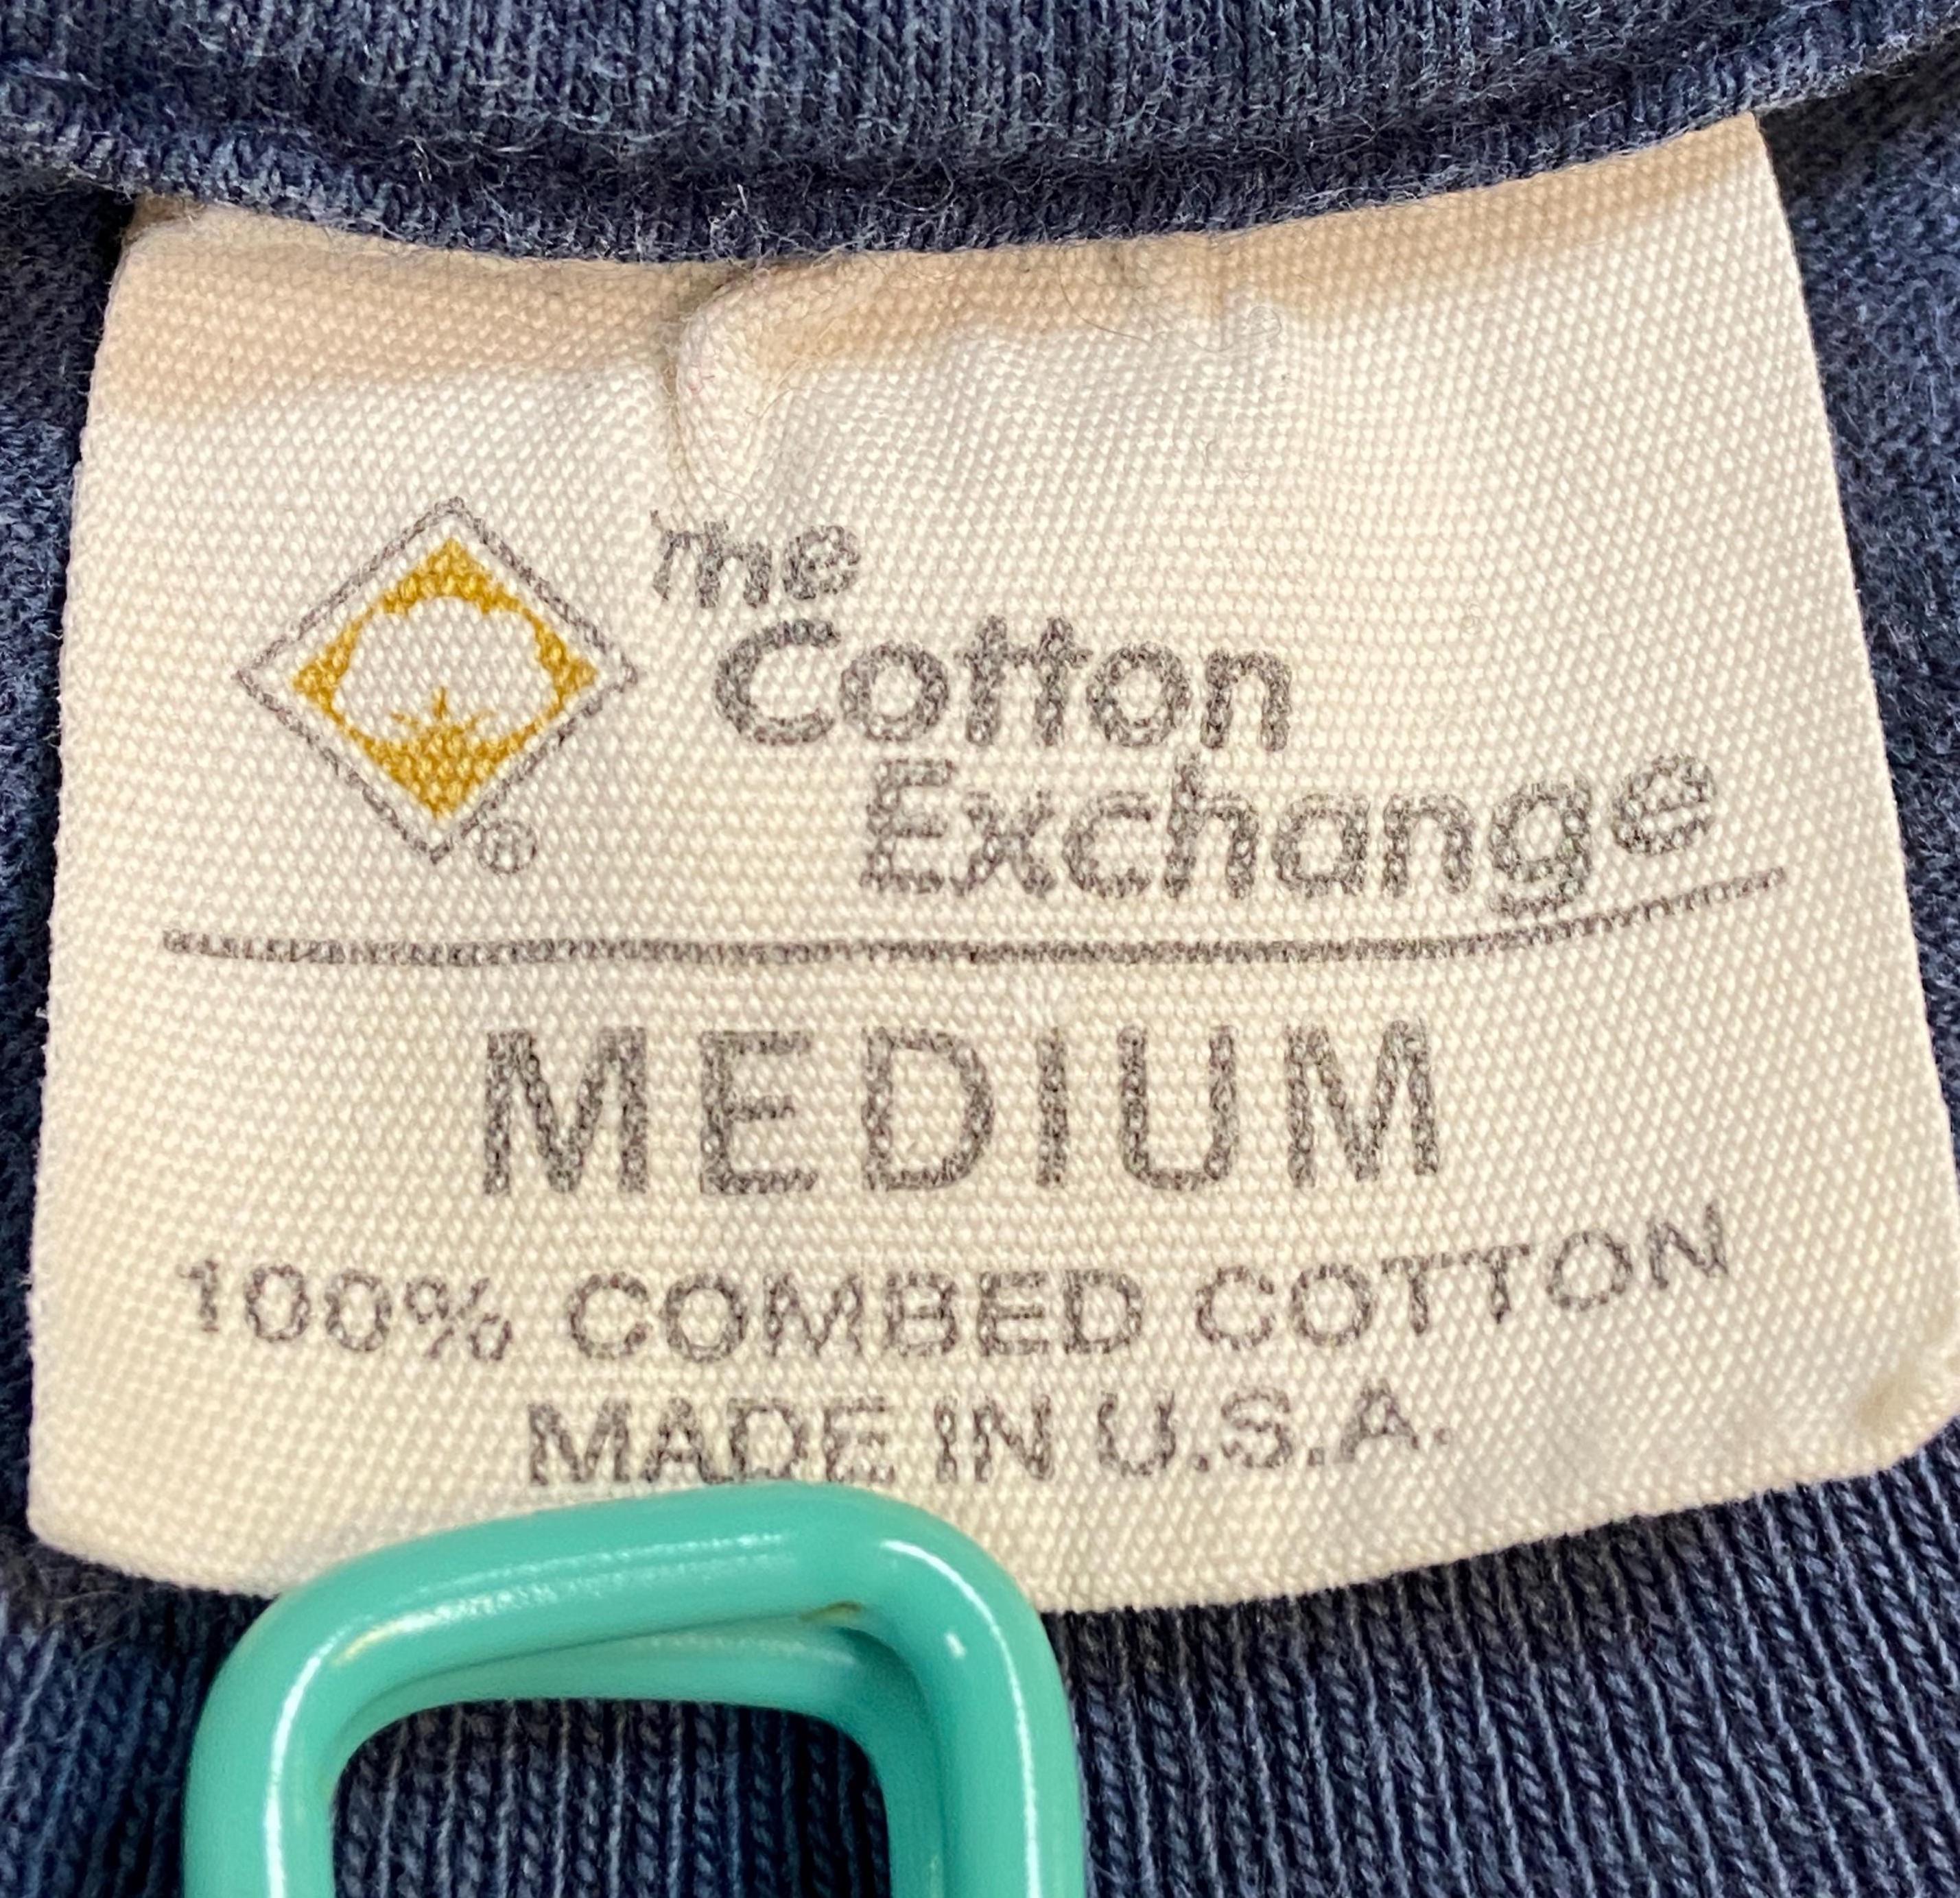 The
Cotton
Exchange
®
MEDIUM
100% COMBED COTTON
MADE IN U.S.A.